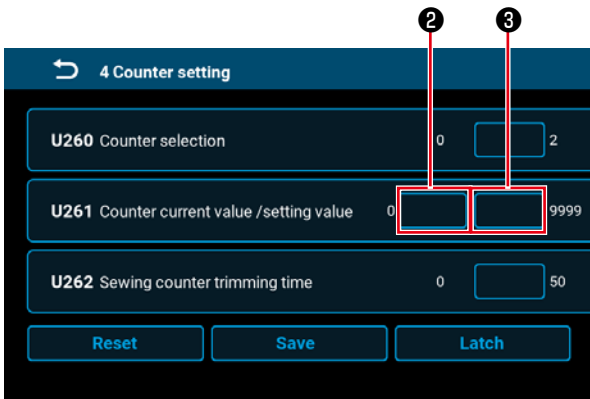 ❷ ❸
4 Counter setting
U260 Counter selection 0 2
U261 Counter current value /setting value 0 9999
U262 Sewing counter trimming time 0 50
Reset Save Latch